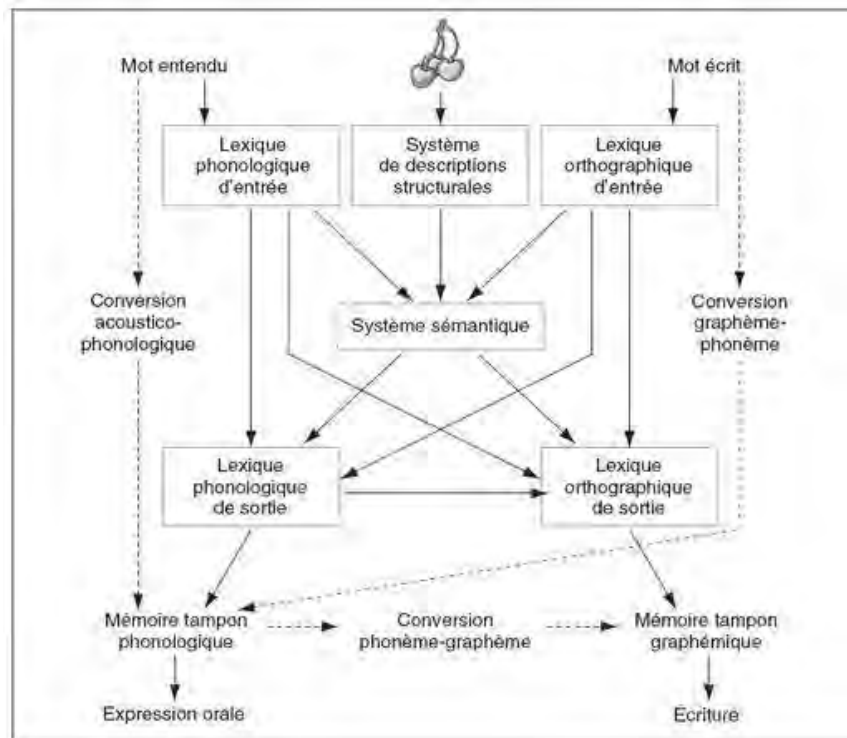 Mot entendu
Mot écrit
Lexique
phonologique
d'entrée
Système
de descriptions
structurales
Lexique
orthographique
d'entrée
Conversion
acoustico-
phonologique
Système sémantique
Conversion
graphème-
phonème
Lexique
phonologique
de sortie
Lexique
orthographique
de sortie
Mémoire tampon
phonologique
Conversion
phonème-graphème
Mémoire tampon
graphémique
Expression orale
Ecriture